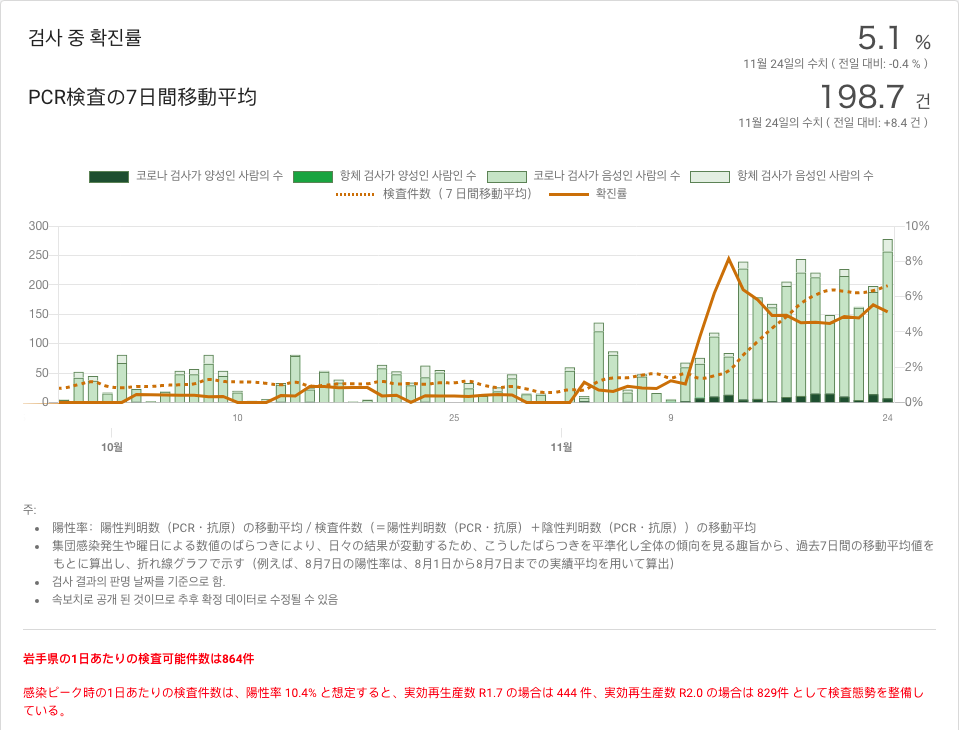 검사 중 확진률
5.1 %
11월 24일의 수치 ( 전일 대비: -0.4 % )
PCR検査の7日間移動平均
198.7 건
11월 24일의 수치 ( 전일 대비: +8.4 건 )
코로나 검사가 양성인 사람의 수 항체 검사가 양성인 사람인 수 코로나 검사가 음성인 사람의 수 항체 검사가 음성인 사람의 수
検査件数（７日間移動平均） 확진률
300 10%
250 8%
200 6%
150 4%
100 2%
50 0%
0
10 25 9 24
10월 11월
주:
陽性率：陽性判明数（PCR・抗原）の移動平均 / 検査件数（＝陽性判明数（PCR・抗原）＋陰性判明数（PCR・抗原））の移動平均
集団感染発生や曜日による数値のばらつきにより、日々の結果が変動するため、こうしたばらつきを平準化し全体の傾向を見る趣旨から、過去7日間の移動平均値を
もとに算出し、折れ線グラフで示す（例えば、8月7日の陽性率は、8月1日から8月7日までの実績平均を用いて算出）
검사 결과의 판명 날짜를 기준으로 함.
속보치로 공개 된 것이므로 추후 확정 데이터로 수정될 수 있음
岩手県の1日あたりの検査可能件数は864件
感染ピーク時の1日あたりの検査件数は、陽性率 10.4% と想定すると、実効再生産数 R1.7 の場合は 444 件、実効再生産数 R2.0 の場合は 829件 として検査態勢を整備し
ている。